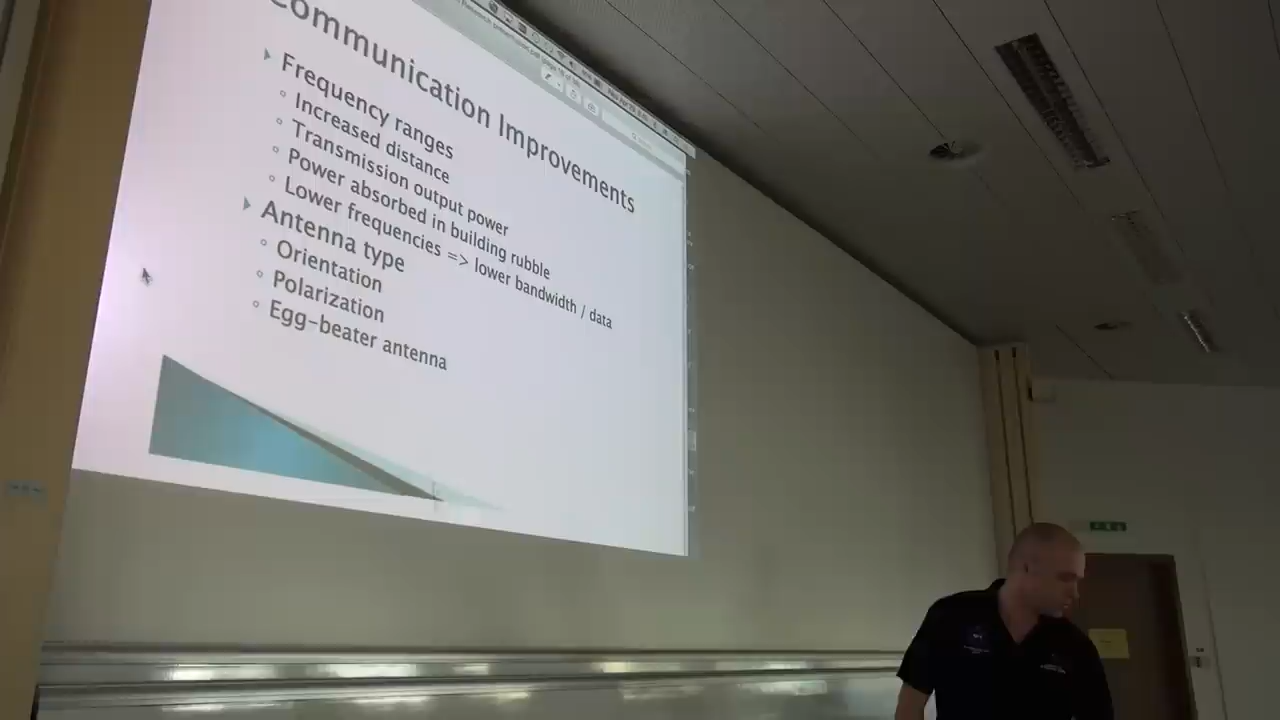 Communication Improvements
Frequency ranges
Increased distance
Transmission output power
Power absorbed in building rubble
Lower frequencies => lower bandwidth / data
Antenna type
Orientation
Polarization
Egg-beater antenna